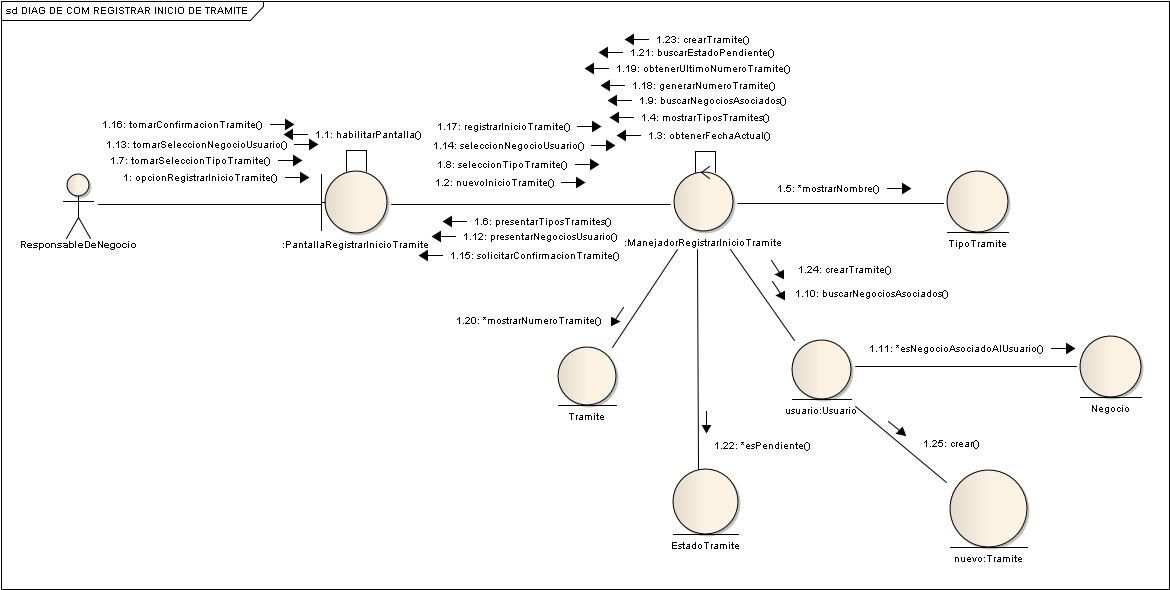 sd DIAG DE COM REGISTRAR INICIO DE TRAMITE
1.23: crearTramite()
1.21: buscarEstadoPendiente()
1.19: obtenerUltimoNumeroTramite()
1.18: generarNumeroTramite()
1.9: buscarNegociosAsociados()
1.4: mostrarTiposTramites()
1.3: obtenerFechaActual()
1.16: tomarConfirmacionTramite()
1.1: habilitarPantalla()
1.13: tomarSeleccionNegocioUsuario()
1.7: tomarSeleccionTipoTramite()
1: opcionRegistrarInicioTramite()
1.17: registrarInicioTramite()
1.14: seleccionNegocioUsuario()
1.8: seleccionTipoTramite()
1.2: nuevoInicioTramite()
1.5: *mostrarNombre()
1.6: presentarTiposTramites()
1.12: presentarNegociosUsuario()
1.15: solicitarConfirmacionTramite()
ResponsableDeNegocio
:PantallaRegistrarInicioTramite
:ManejadorRegistrarInicioTramite
TipoTramite
1.24: crearTramite()
1.10: buscarNegociosAsociados()
1.20: *mostrarNumeroTramite()
1.11: *esNegocioAsociadoAlUsuario()
Tramite
usuario:Usuario
Negocio
1.22: *esPendiente()
1.25: crear()
EstadoTramite
nuevo:Tramite